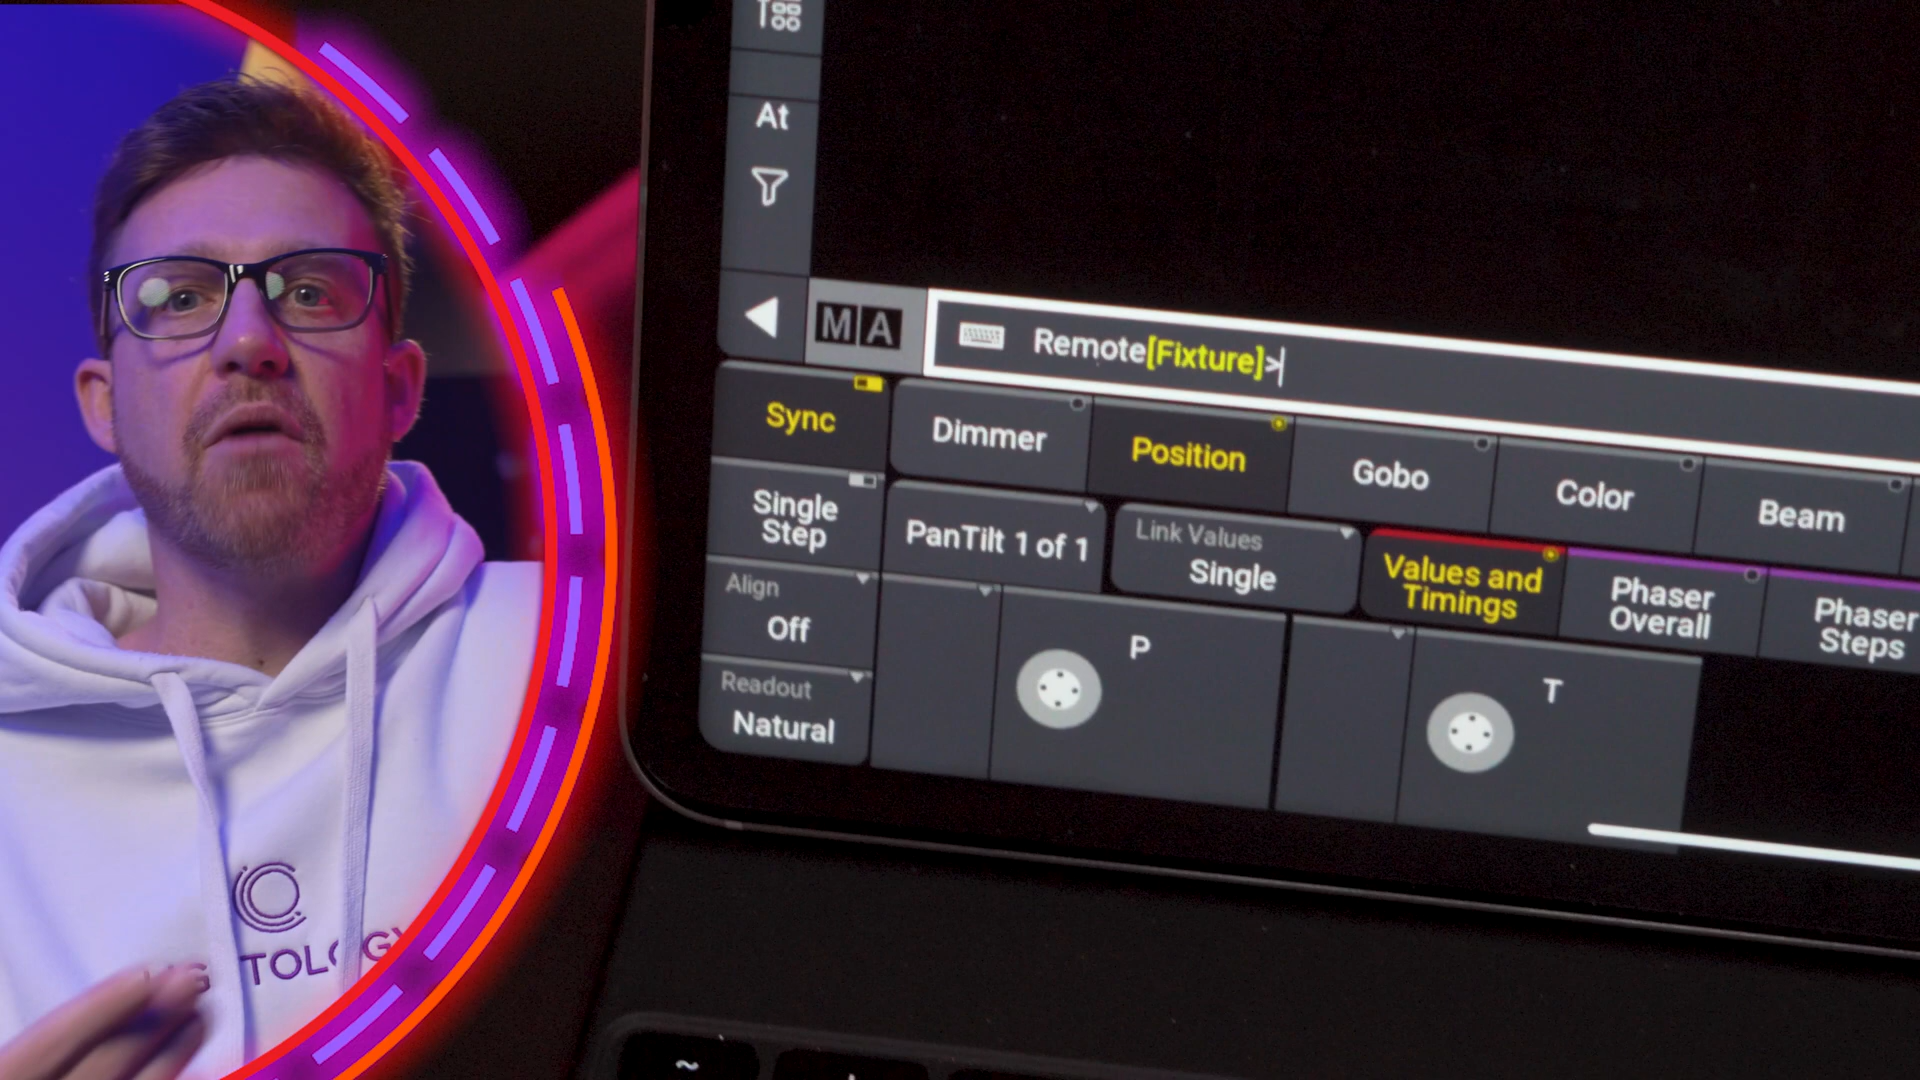 At
MA
Remote[Fixture]>
Sync
Dimmer
Position
Gobo
Color
Beam
Single
Step
PanTilt 1 of 1
Link Values
Single
Values and
Timings
Phaser
Overall
Phaser
Steps
Align
Off
P
T
Readout
Natural
~